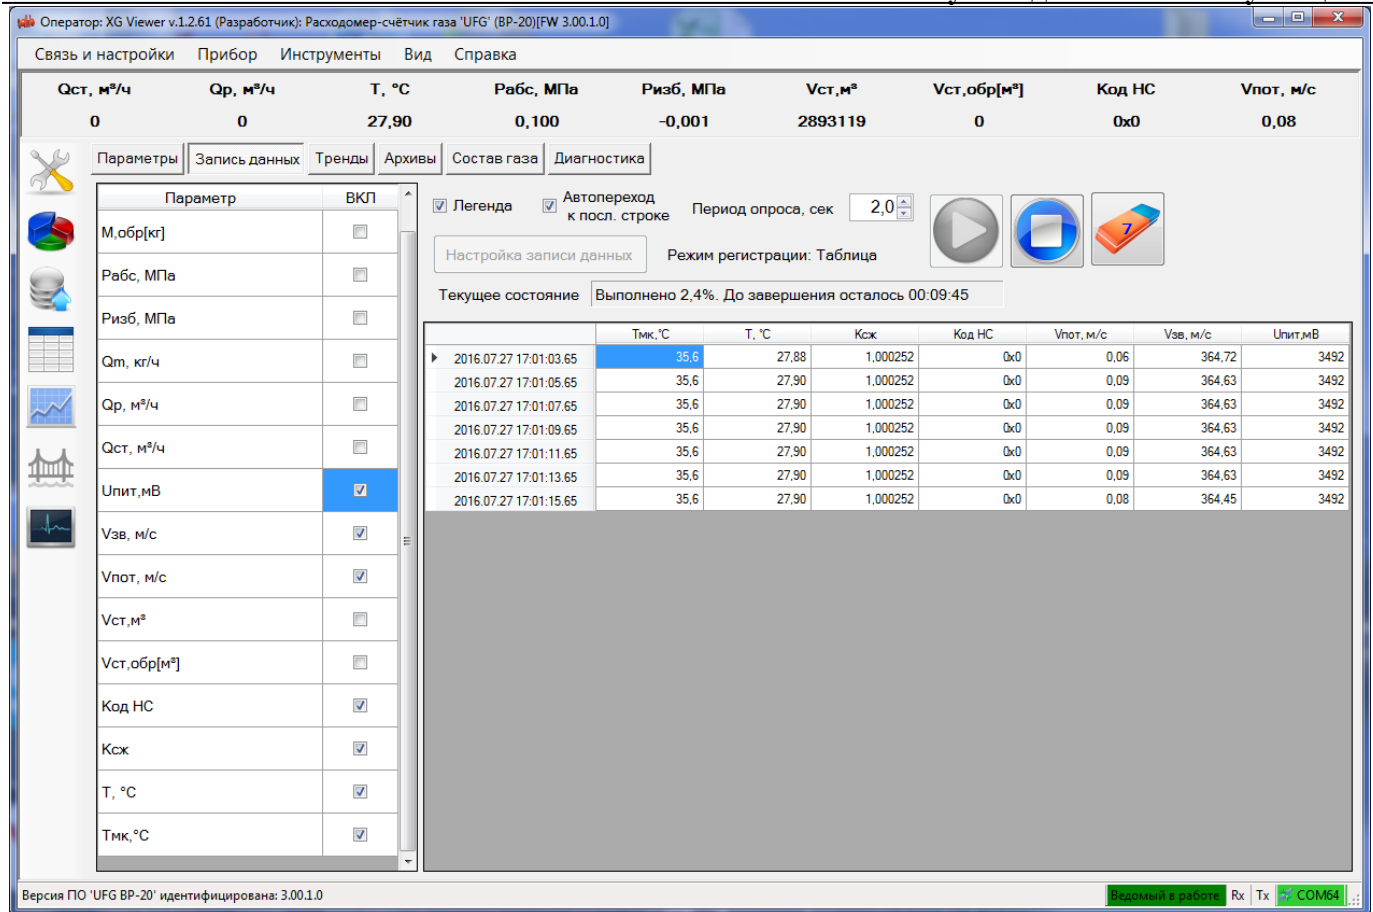 Оператор: XG Viewer v.1.2.61 (Разработчик): Расходомер-счётчик газа 'UFG' (BP-20)[FW 3.00.1.0]
Связь и настройки Прибор Инструменты Вид Справка
Qст, м³/ч Qр, м³/ч T, °C Pабс, МПа Pизб, МПа Vст,м³ Vст,обр[м³] Код НС Vпот, м/с
0 0 27,90 0,100 -0,001 2893119 0 0x0 0,08
Параметры Запись данных Тренды Архивы Состав газа Диагностика
Параметр ВКЛ
М,обр[кг]
Рабс, МПа
Ризб, МПа
Qm, кг/ч
Qр, м³/ч
Qст, м³/ч
Uпит,мВ
Vзв, м/с
Vпот, м/с
Vст,м³
Vст,обр[м³]
Код НС
Ксж
T, °C
Тмк,°C
Легенда Автопереход к посл. строке Период опроса, сек 2,0
7
Настройка записи данных Режим регистрации: Таблица
Текущее состояние Выполнено 2,4%. До завершения осталось 00:09:45
Тмк,°C T, °C Ксж Код НС Vпот, м/с Vзв, м/с Uпит,мВ
2016.07.27 17:01:03.65 35,6 27,88 1,000252 0x0 0,06 364,72 3492
2016.07.27 17:01:05.65 35,6 27,90 1,000252 0x0 0,09 364,63 3492
2016.07.27 17:01:07.65 35,6 27,90 1,000252 0x0 0,09 364,63 3492
2016.07.27 17:01:09.65 35,6 27,90 1,000252 0x0 0,09 364,63 3492
2016.07.27 17:01:11.65 35,6 27,90 1,000252 0x0 0,09 364,63 3492
2016.07.27 17:01:13.65 35,6 27,90 1,000252 0x0 0,09 364,63 3492
2016.07.27 17:01:15.65 35,6 27,90 1,000252 0x0 0,08 364,45 3492
Версия ПО 'UFG BP-20' идентифицирована: 3.00.1.0 Ведомый в работе Rx Tx COM64